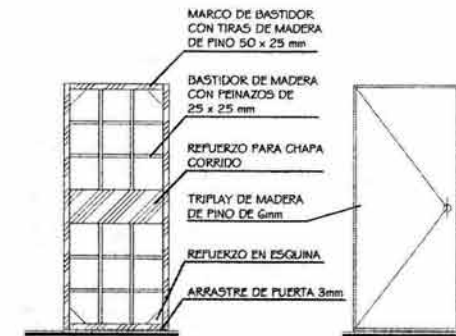 MARCO DE BASTIDOR
CON TIRAS DE MADERA
DE PINO 50 x 25 mm
BASTIDOR DE MADERA
CON PEINAZOS DE
25 x 25 mm
REFUERZO PARA CHAPA
CORRIDO
TRIPLAY DE MADERA
DE PINO DE 6mm
REFUERZO EN ESQUINA
ARRASTRE DE PUERTA 3mm